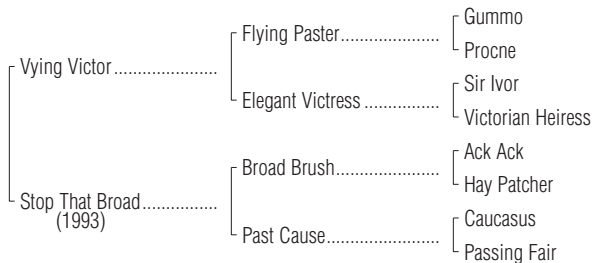 Gummo
Flying Paster....................
Procne
Vying Victor.....................
Sir Ivor
Elegant Victress ...............
Victorian Heiress
Ack Ack
Broad Brush.....................
Hay Patcher
Stop That Broad...............
(1993)
Caucasus
Past Cause.......................
Passing Fair